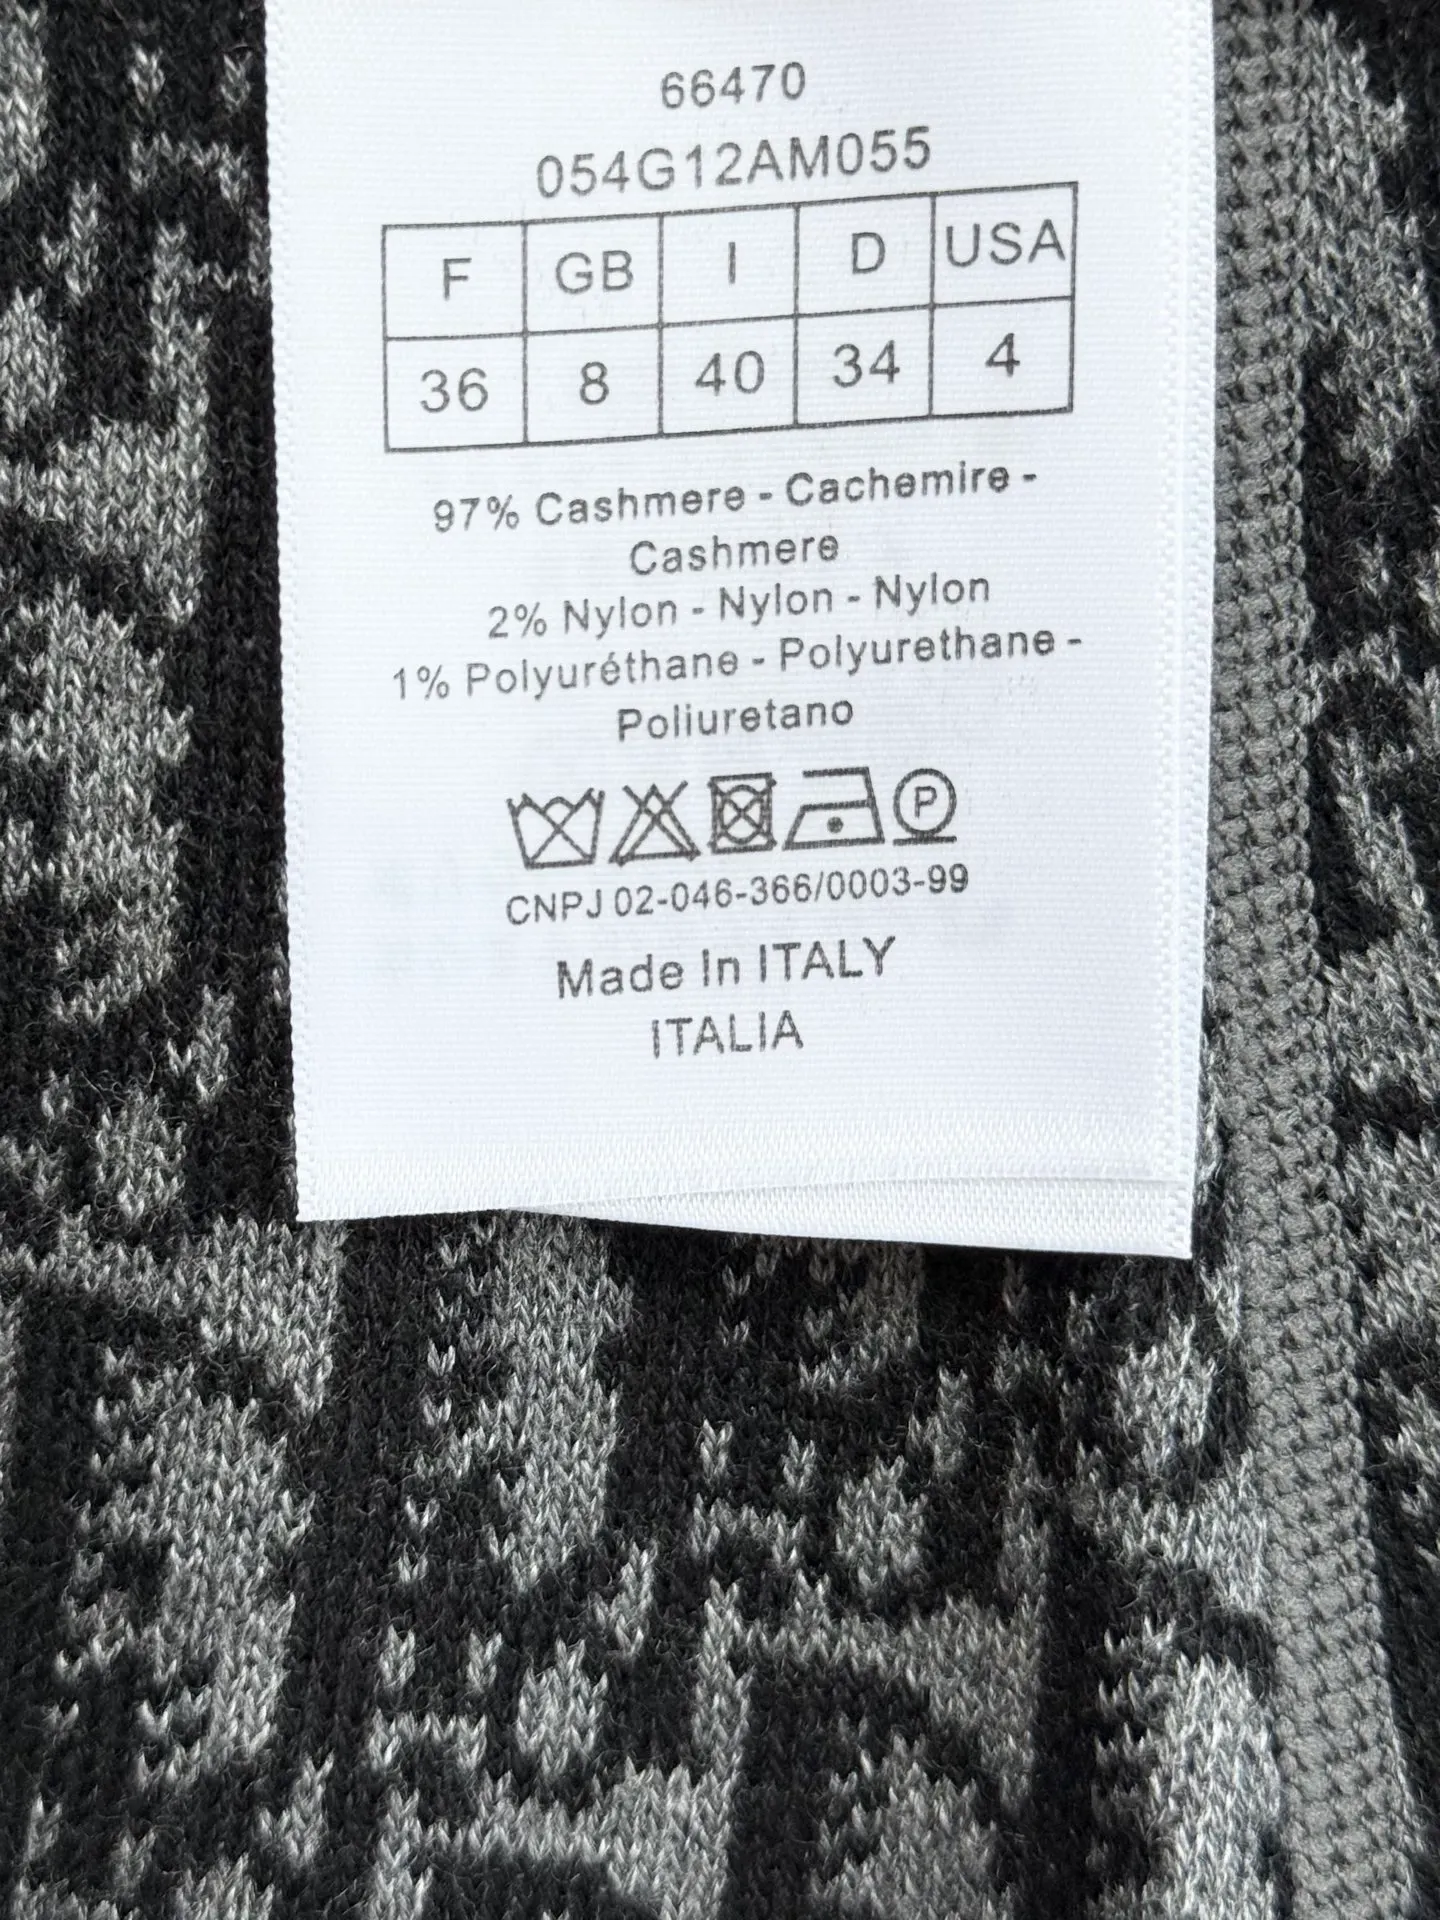 66470
054G12AM055
F GB I D USA
36 8 40 34 4
97% Cashmere - Cachemire -
Cashmere
2% Nylon - Nylon - Nylon
1% Polyuréthane - Polyurethane -
Poliuretano
P
CNPJ 02-046-366/0003-99
Made In ITALY
ITALIA